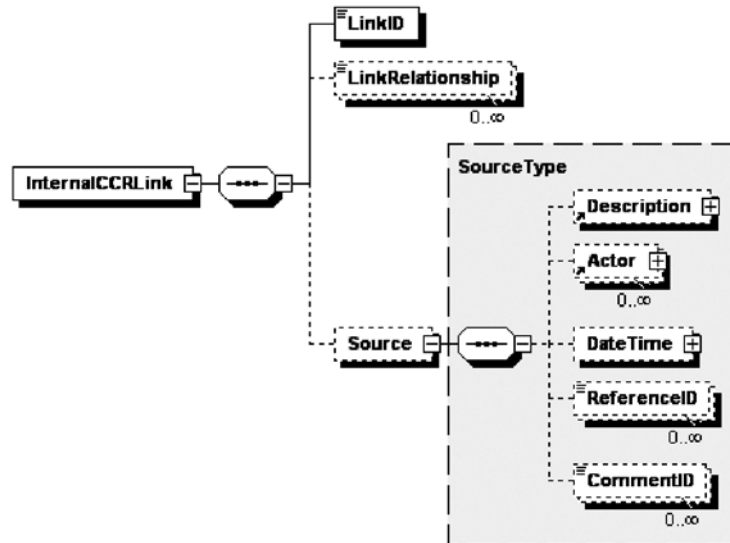 LinkID
LinkRelationship
0..∞
InternalCCRLink
SourceType
Description
Actor
0..∞
Source
DateTime
ReferenceID
0..∞
CommentID
0..∞